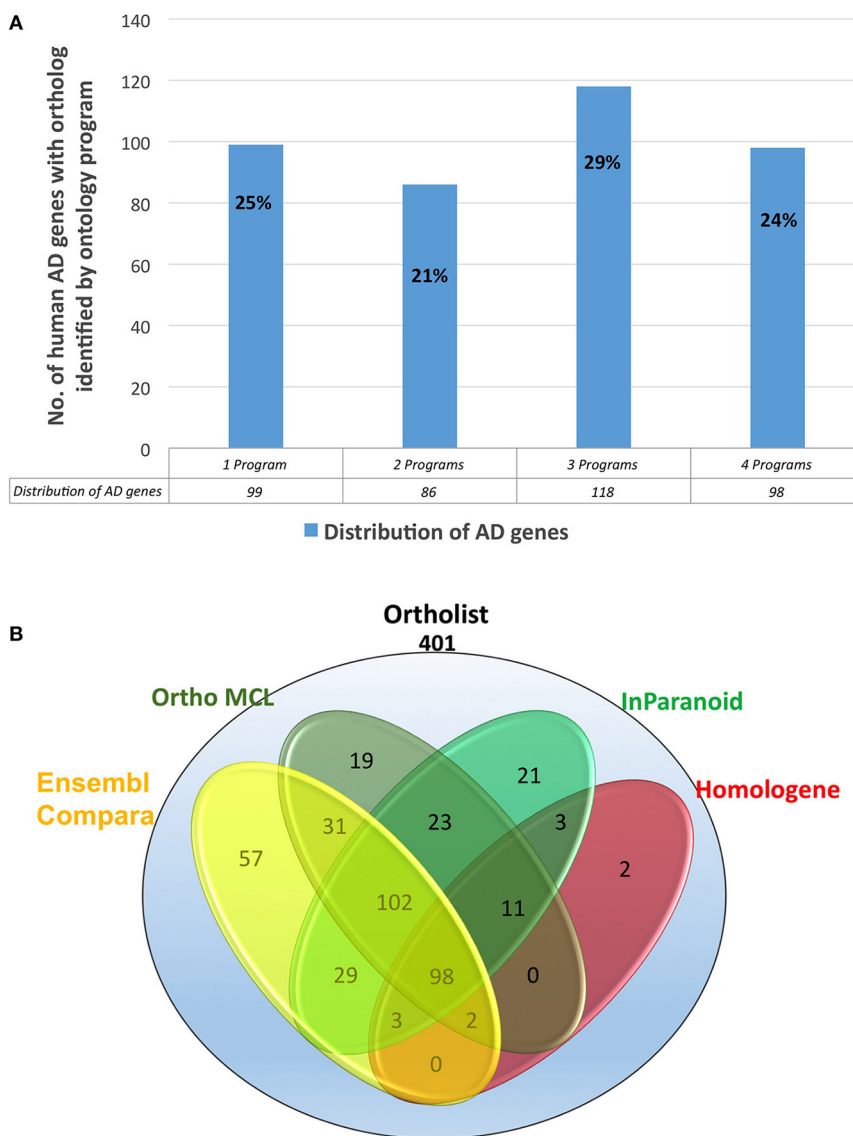 A
No. of human AD genes with ortholog
identified by ontology program
140
120
100
80
60
40
20
0
25%
21%
29%
24%
1 Program 2 Programs 3 Programs 4 Programs
Distribution of AD genes 99 86 118 98
Distribution of AD genes
B
Ortholist
401
Ortho MCL
InParanoid
Ensembl
Compara
Homologene
19
21
31
23
3
57
2
102
11
29
98
0
3
2
0